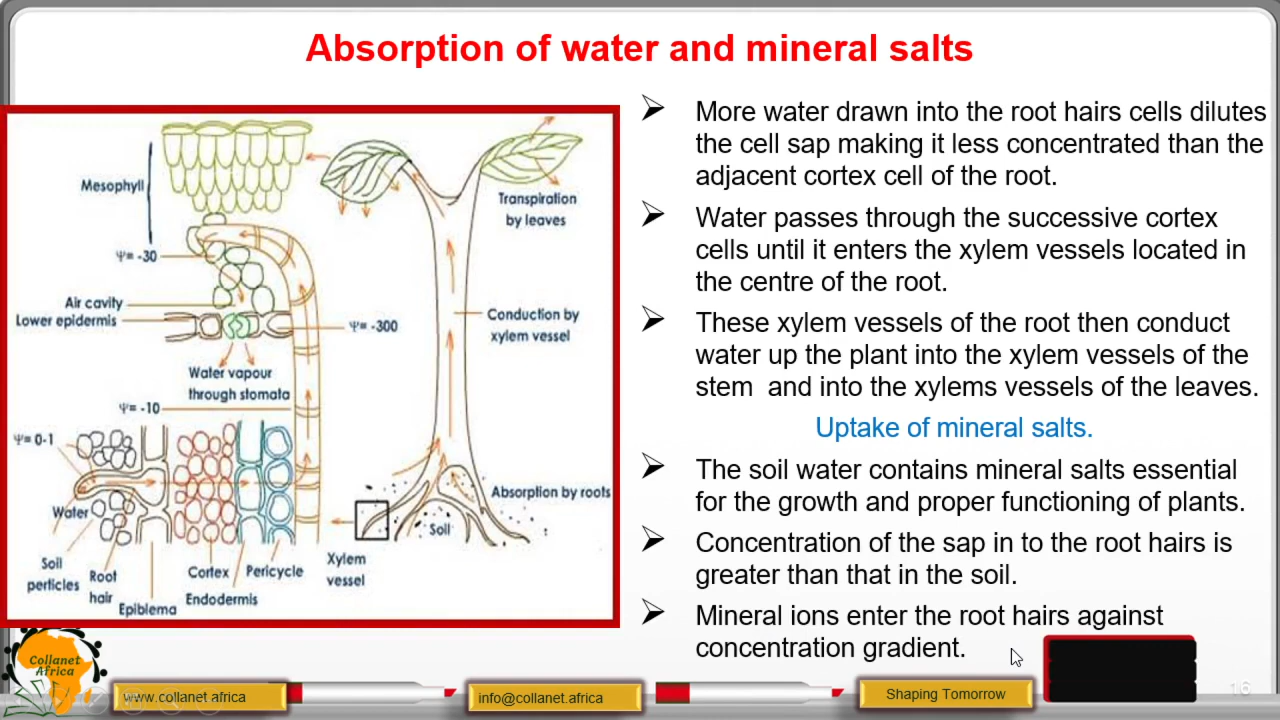 Absorption of water and mineral salts
Mesophyll
Ψ= -30
Air cavity
Lower epidermis
Ψ= -300
Water vapour
through stomata
Ψ= -10
Ψ= 0-1
Water
Soil
perticles
Root
hair
Epiblema
Cortex
Endodermis
Pericycle
Xylem
vessel
Transpiration
by leaves
Conduction by
xylem vessel
Absorption by roots
Soil
➢ More water drawn into the root hairs cells dilutes
the cell sap making it less concentrated than the
adjacent cortex cell of the root.
➢ Water passes through the successive cortex
cells until it enters the xylem vessels located in
the centre of the root.
➢ These xylem vessels of the root then conduct
water up the plant into the xylem vessels of the
stem and into the xylems vessels of the leaves.
Uptake of mineral salts.
➢ The soil water contains mineral salts essential
for the growth and proper functioning of plants.
➢ Concentration of the sap in to the root hairs is
greater than that in the soil.
➢ Mineral ions enter the root hairs against
concentration gradient.
Collanet
Africa
www.collanet.africa
info@collanet.africa
Shaping Tomorrow
16